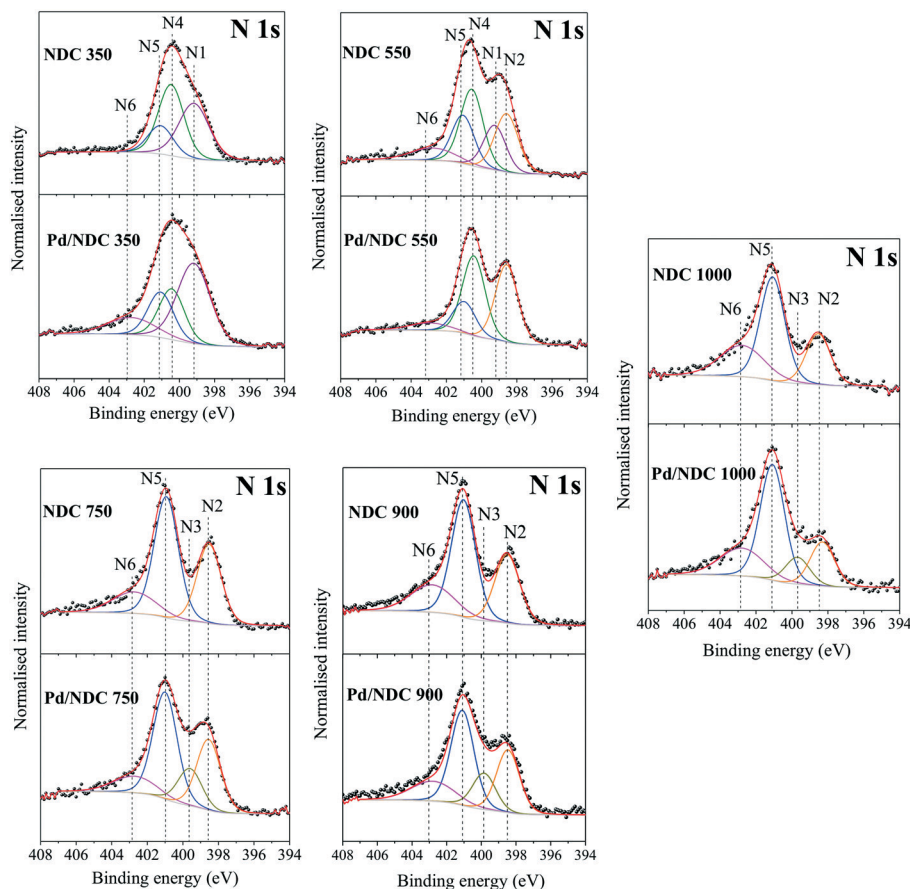 N 1s
NDC 350
N6
N5
N4
N1
Pd/NDC 350
408 406 404 402 400 398 396 394
Binding energy (eV)
Normalised intensity
N 1s
NDC 550
N6
N5
N4
N1
N2
Pd/NDC 550
408 406 404 402 400 398 396 394
Binding energy (eV)
Normalised intensity
N 1s
NDC 1000
N6
N5
N3
N2
Pd/NDC 1000
408 406 404 402 400 398 396 394
Binding energy (eV)
Normalised intensity
N 1s
NDC 750
N6
N5
N3
N2
Pd/NDC 750
408 406 404 402 400 398 396 394
Binding energy (eV)
Normalised intensity
N 1s
NDC 900
N6
N5
N3
N2
Pd/NDC 900
408 406 404 402 400 398 396 394
Binding energy (eV)
Normalised intensity